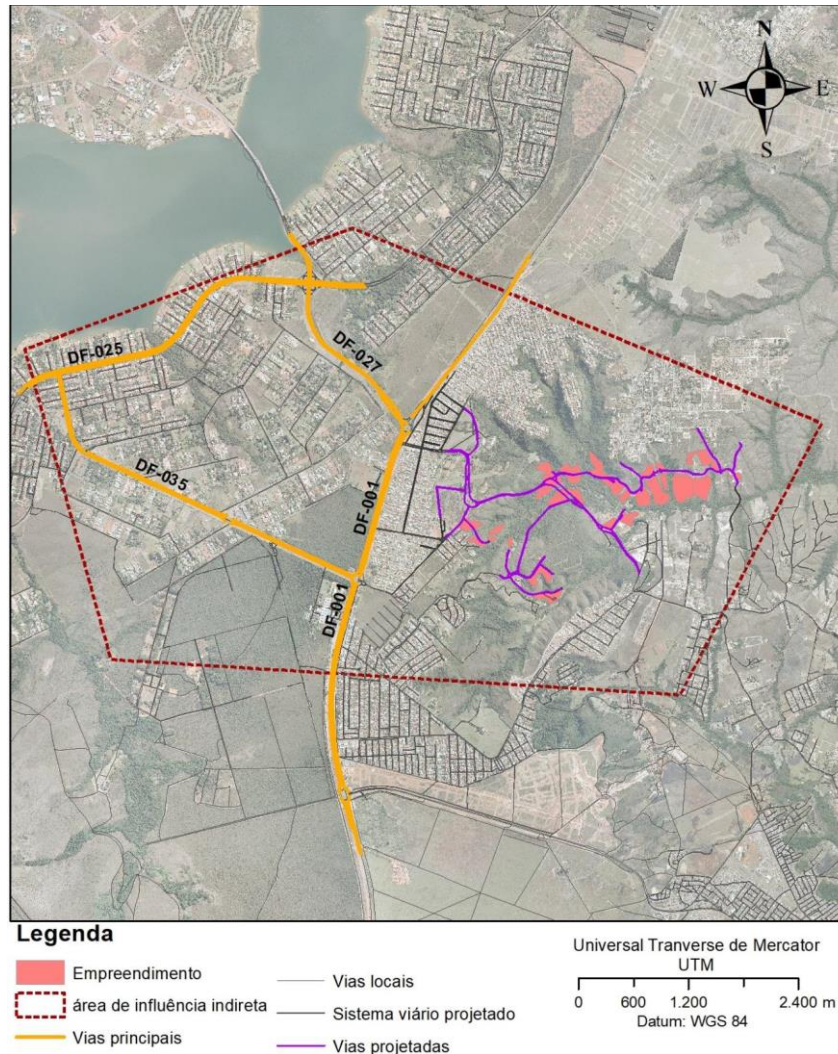 N
W E
S
DF-025
DF-027
DF-035
DF-001
DF-001
Legenda
Empreendimento
área de influência indireta
Vias principais
Vias locais
Sistema viário projetado
Vias projetadas
Universal Tranverse de Mercator
UTM
0 600 1.200 2.400 m
Datum: WGS 84